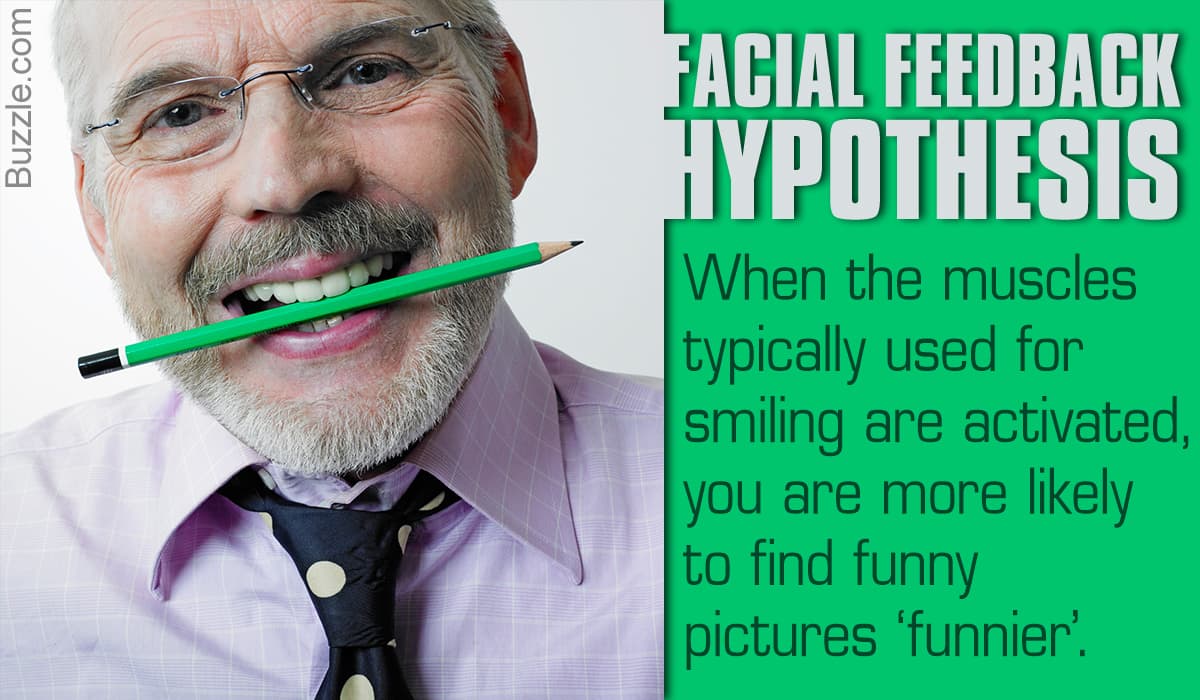 Buzzle.com
FACIAL FEEDBACK
HYPOTHESIS
When the muscles
typically used for
smiling are activated,
you are more likely
to find funny
pictures ‘funnier’.